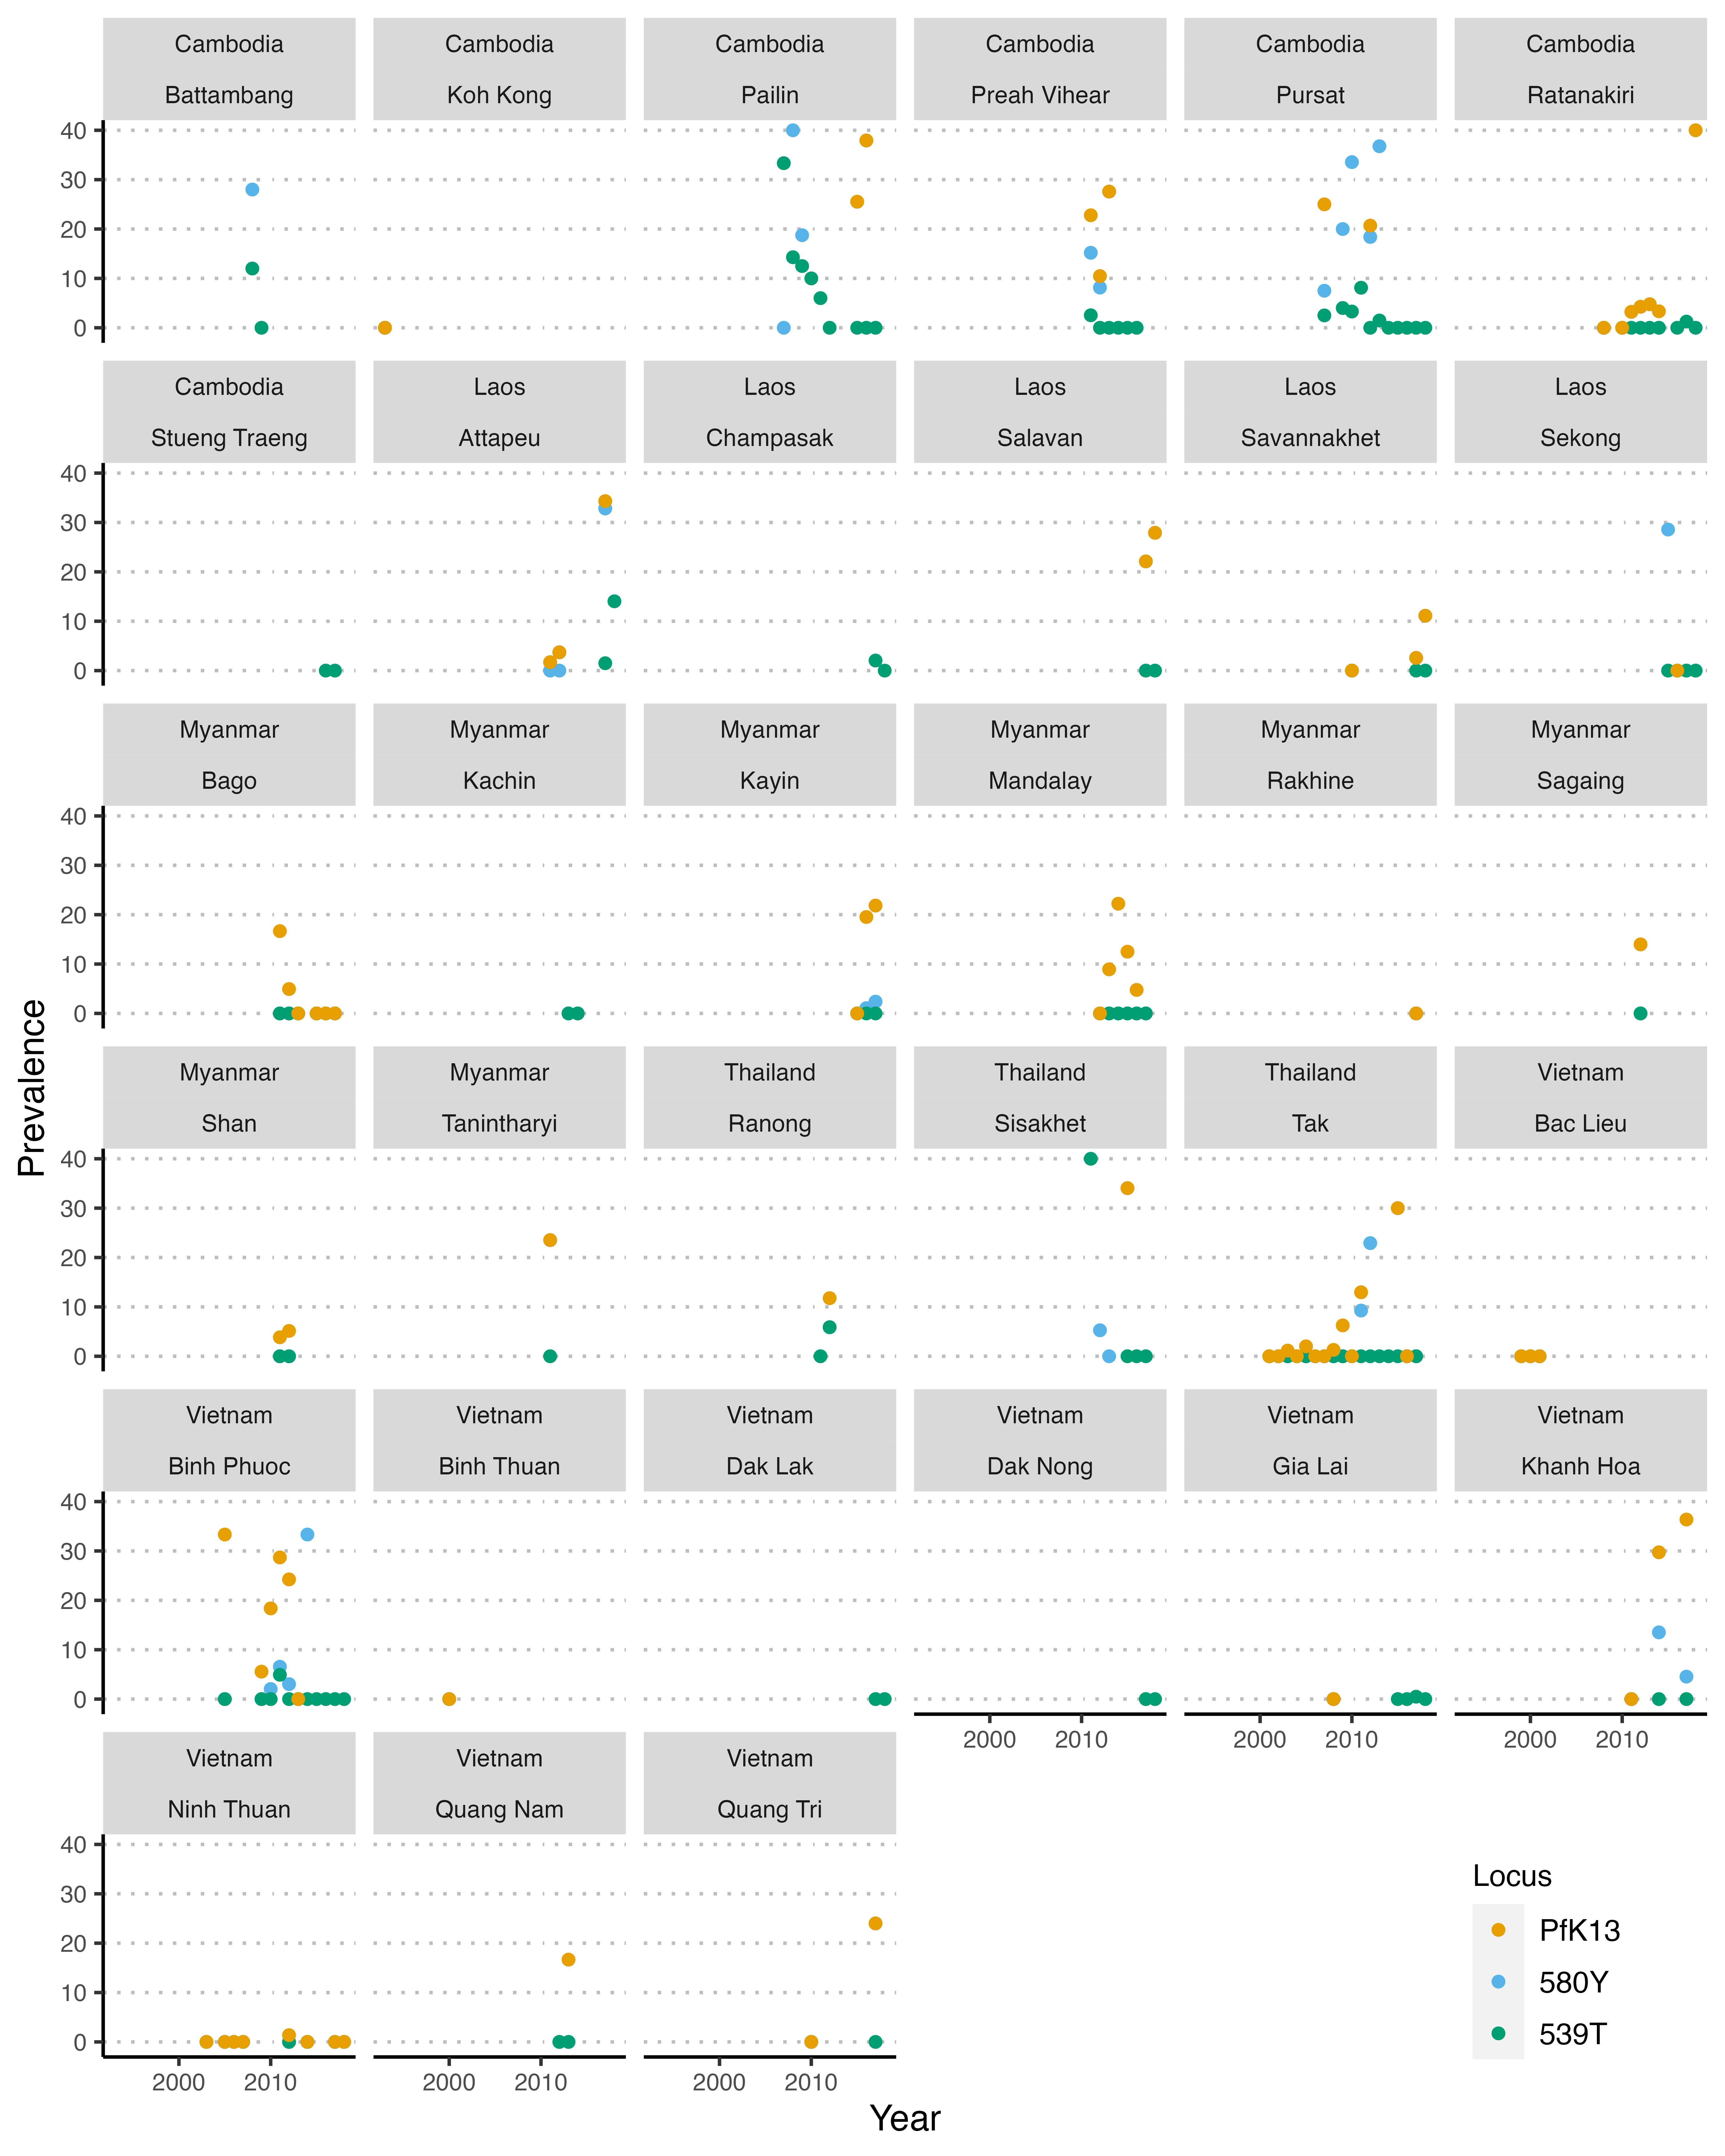 Cambodia Cambodia Cambodia Cambodia Cambodia Cambodia
Battambang Koh Kong Pailin Preah Vihear Pursat Ratanakiri
40
30
20
10
0
Cambodia Laos Laos Laos Laos Laos
Stueng Traeng Attapeu Champasak Salavan Savannakhet Sekong
40
30
20
10
0
Myanmar Myanmar Myanmar Myanmar Myanmar Myanmar
Bago Kachin Kayin Mandalay Rakhine Sagaing
40
30
20
10
0
Prevalence
Myanmar Myanmar Thailand Thailand Thailand Vietnam
Shan Tanintharyi Ranong Sisakhet Tak Bac Lieu
40
30
20
10
0
Vietnam Vietnam Vietnam Vietnam Vietnam Vietnam
Binh Phuoc Binh Thuan Dak Lak Dak Nong Gia Lai Khanh Hoa
40
30
20
10
0
2000 2010 2000 2010 2000 2010
Vietnam Vietnam Vietnam
Ninh Thuan Quang Nam Quang Tri
40
30
20
10
0
2000 2010 2000 2010 2000 2010
Year
Locus
PfK13
580Y
539T